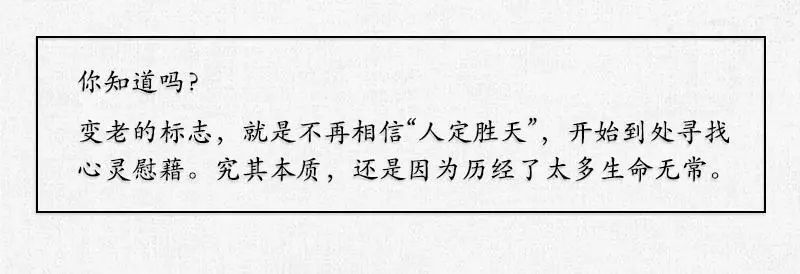 你知道吗？
变老的标志，就是不再相信“人定胜天”，开始到处寻找
心灵慰藉。究其本质，还是因为历经了太多生命无常。